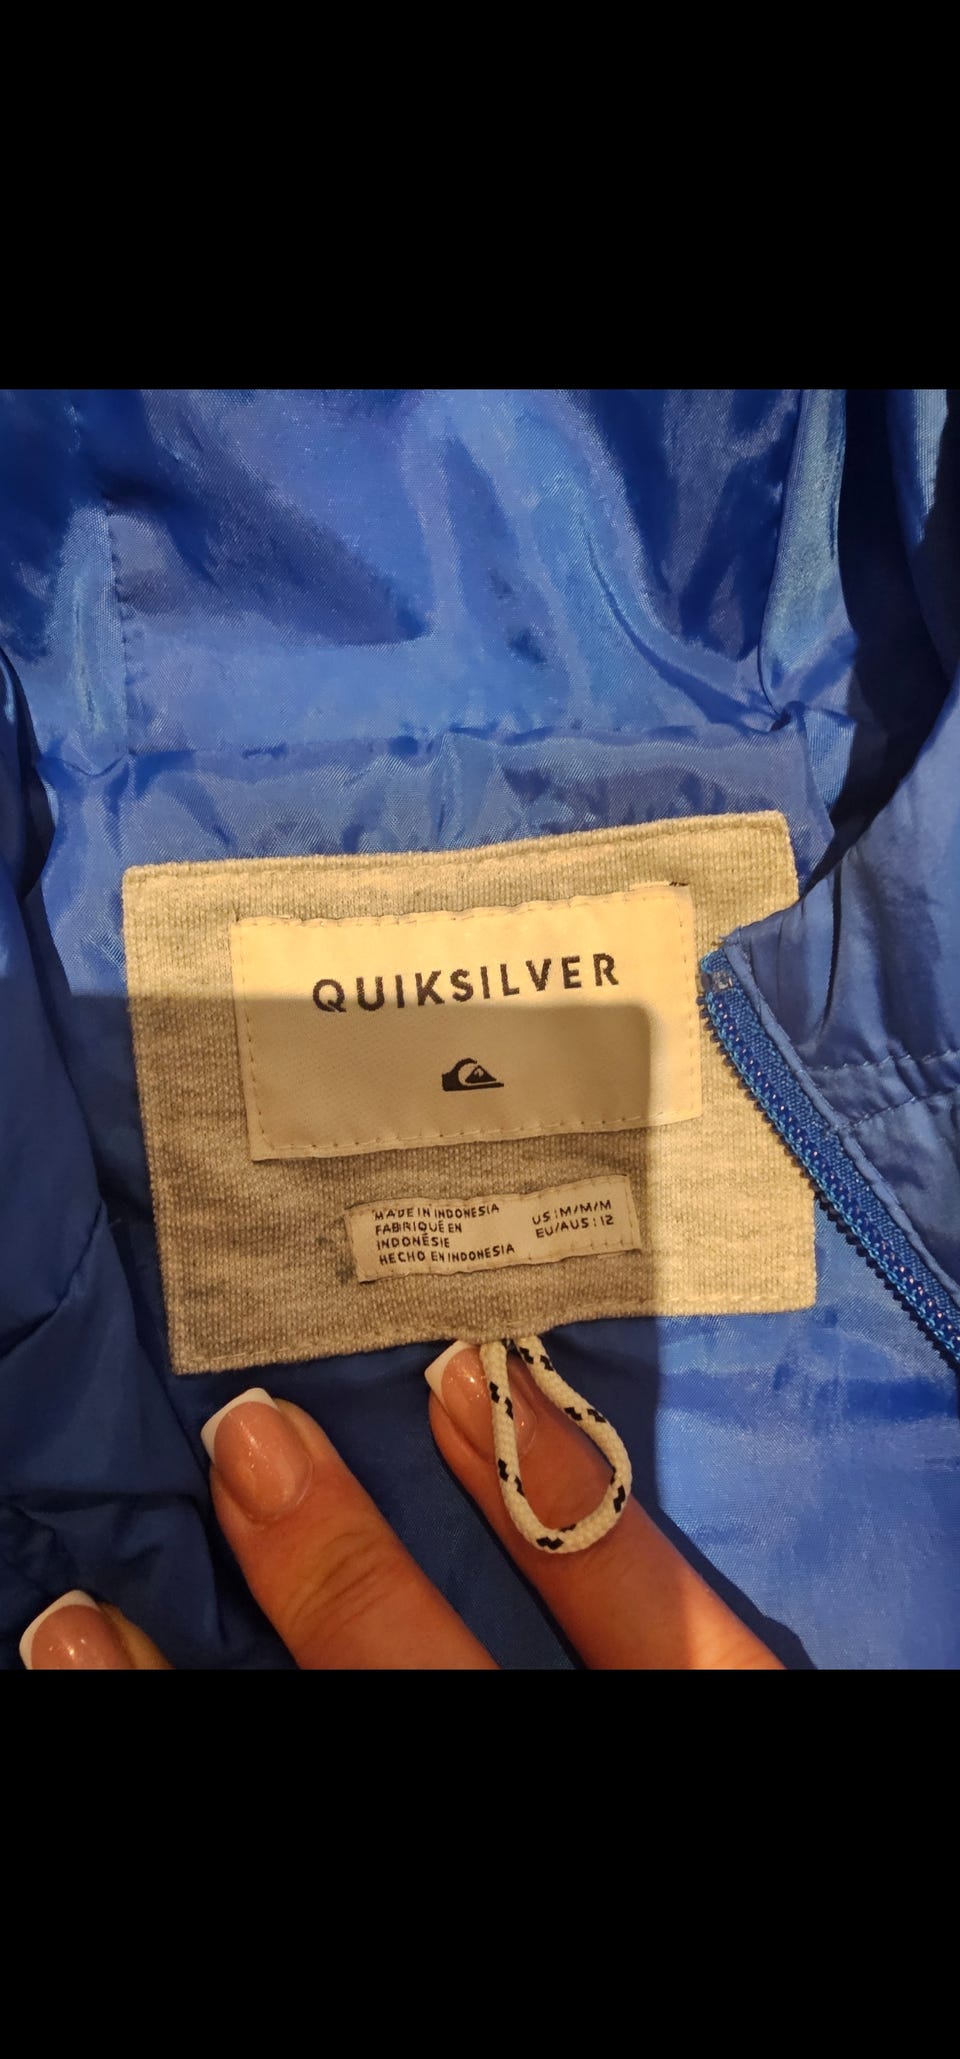 QUIKSILVER
MADE IN INDONESIA
FABRIQUÉ EN
INDONÉSIE
HECHO EN INDONESIA
US : M/M/M
EU/AUS : 12